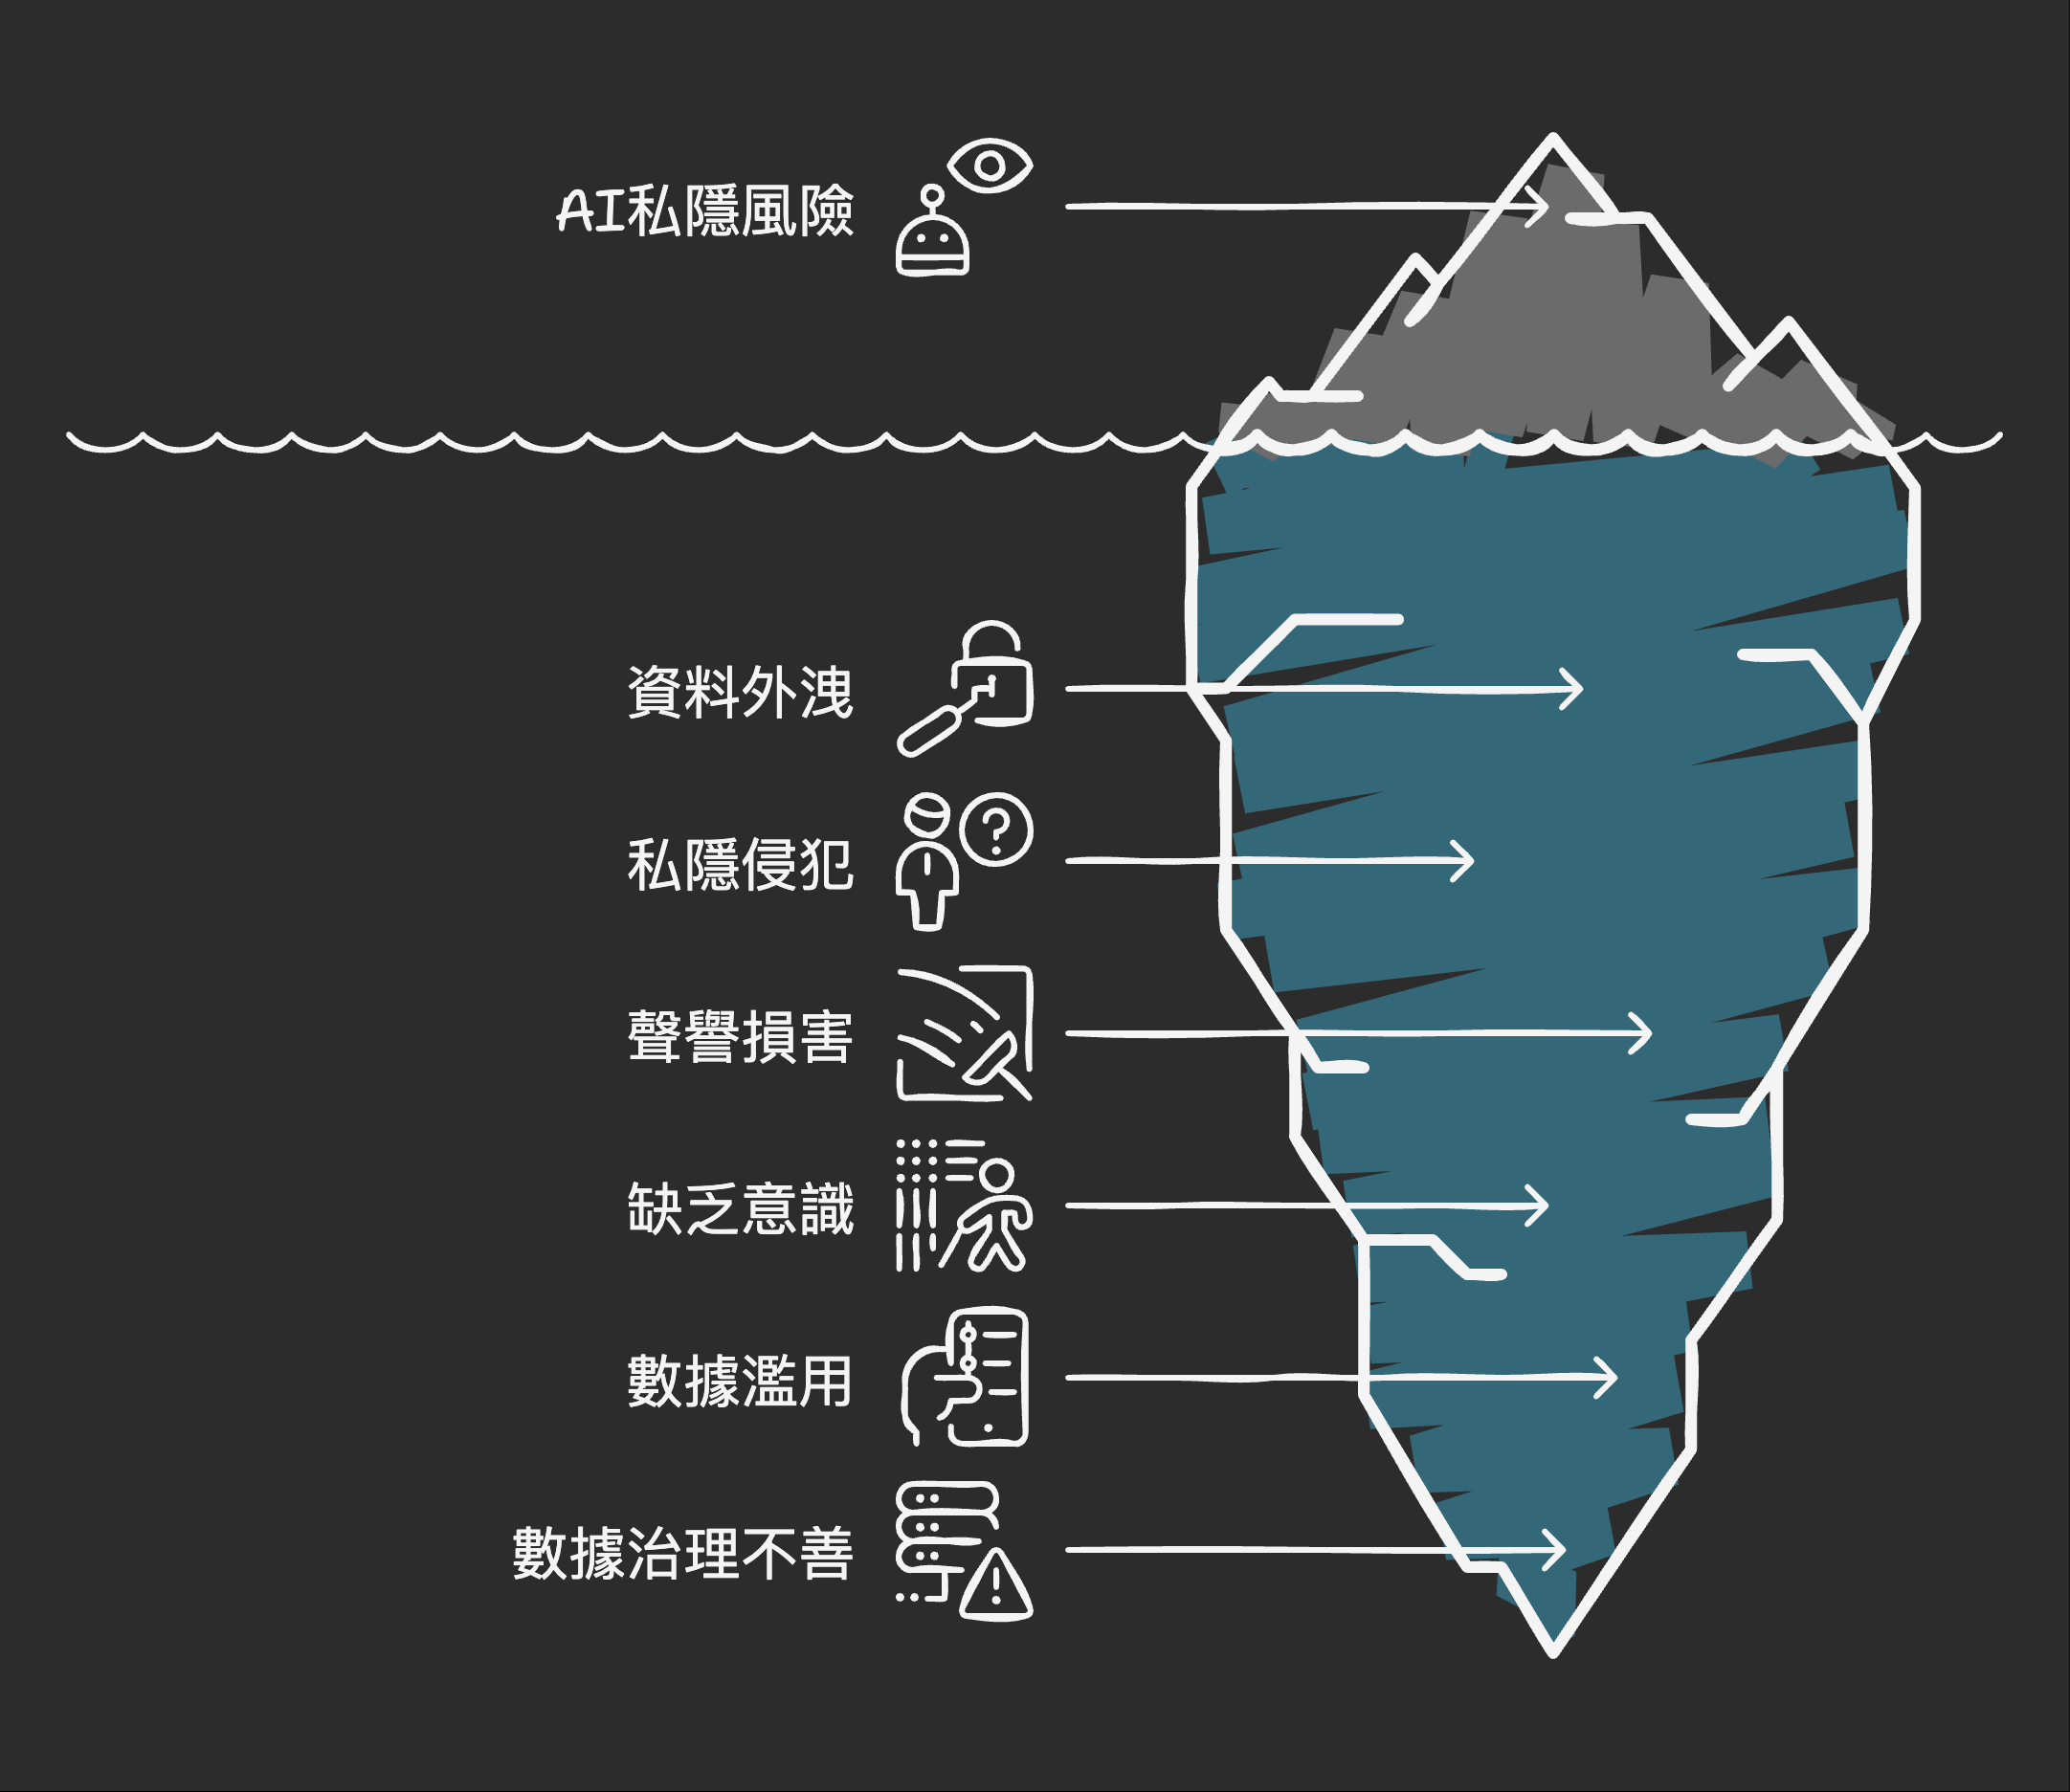 AI私隱風險
資料外洩
私隱侵犯
聲譽損害
缺乏意識
數據濫用
數據治理不善